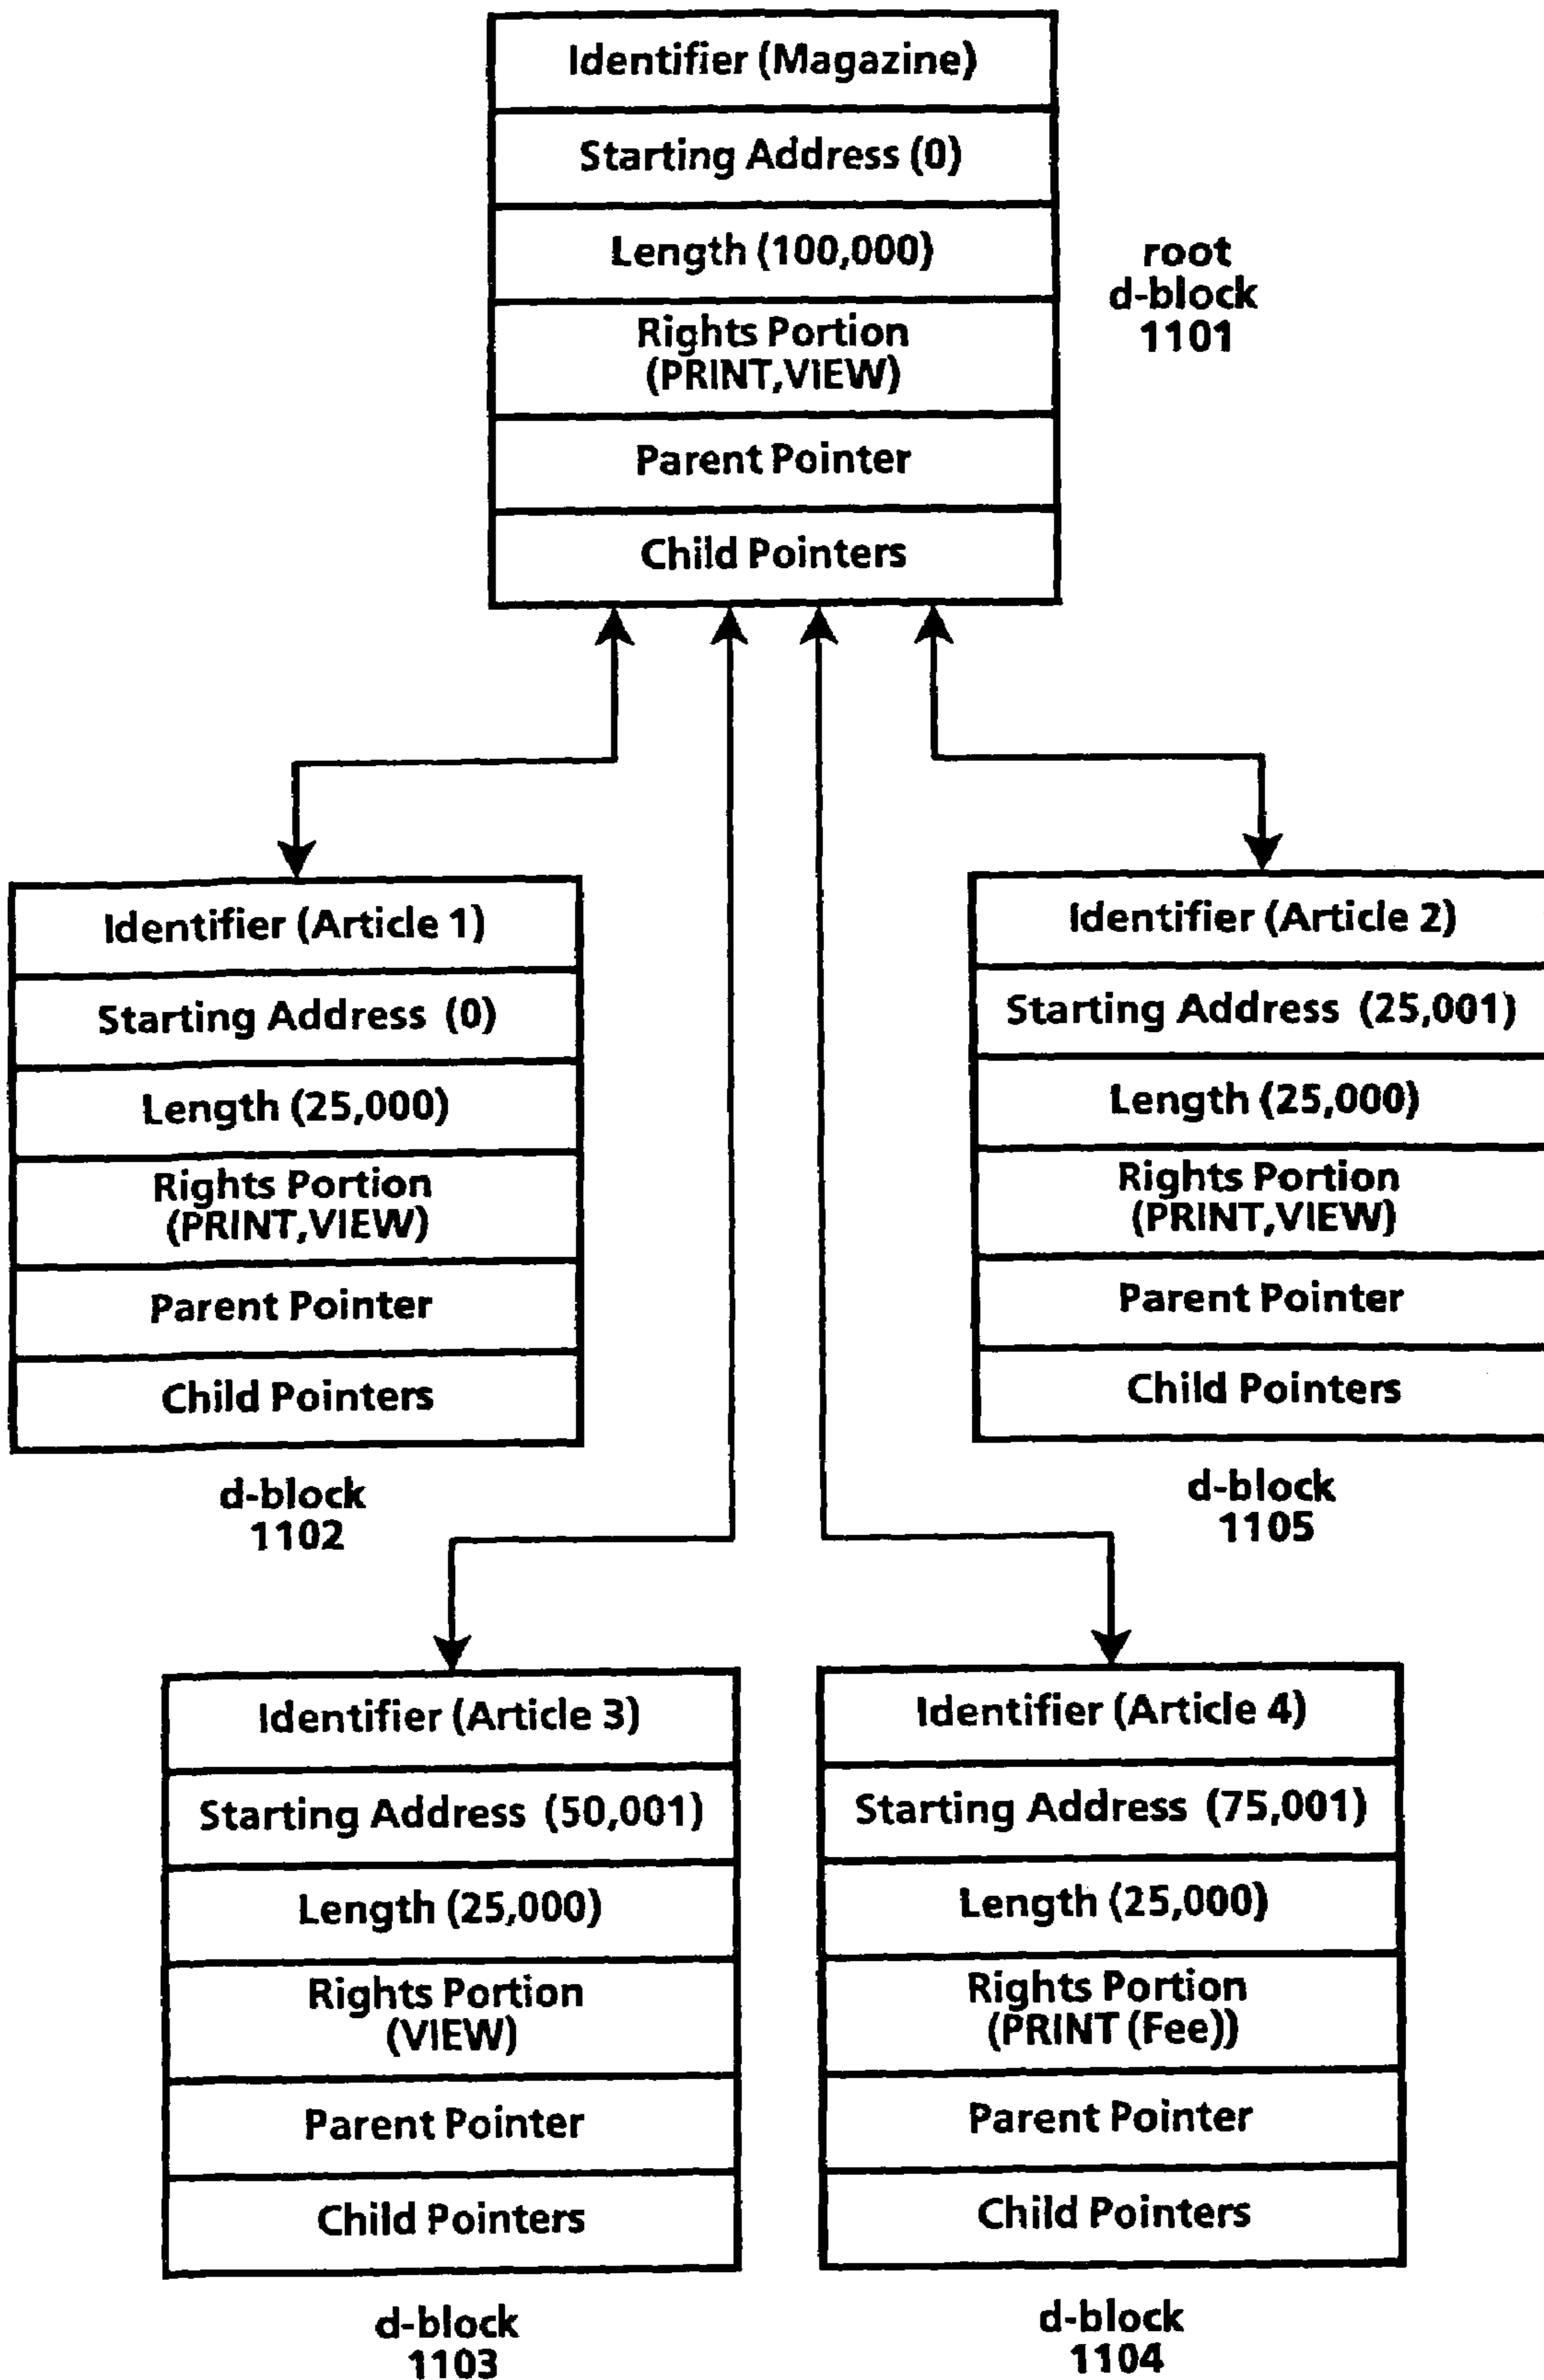 Identifier (Magazine)
Starting Address (0)
Length (100,000)
Rights Portion
(PRINT,VIEW)
Parent Pointer
Child Pointers
root
d-block
1101
Identifier (Article 1)
Starting Address (0)
Length (25,000)
Rights Portion
(PRINT,VIEW)
Parent Pointer
Child Pointers
d-block
1102
Identifier (Article 2)
Starting Address (25,001)
Length (25,000)
Rights Portion
(PRINT,VIEW)
Parent Pointer
Child Pointers
d-block
1105
Identifier (Article 3)
Starting Address (50,001)
Length (25,000)
Rights Portion
(VIEW)
Parent Pointer
Child Pointers
d-block
1103
Identifier (Article 4)
Starting Address (75,001)
Length (25,000)
Rights Portion
(PRINT (Fee))
Parent Pointer
Child Pointers
d-block
1104